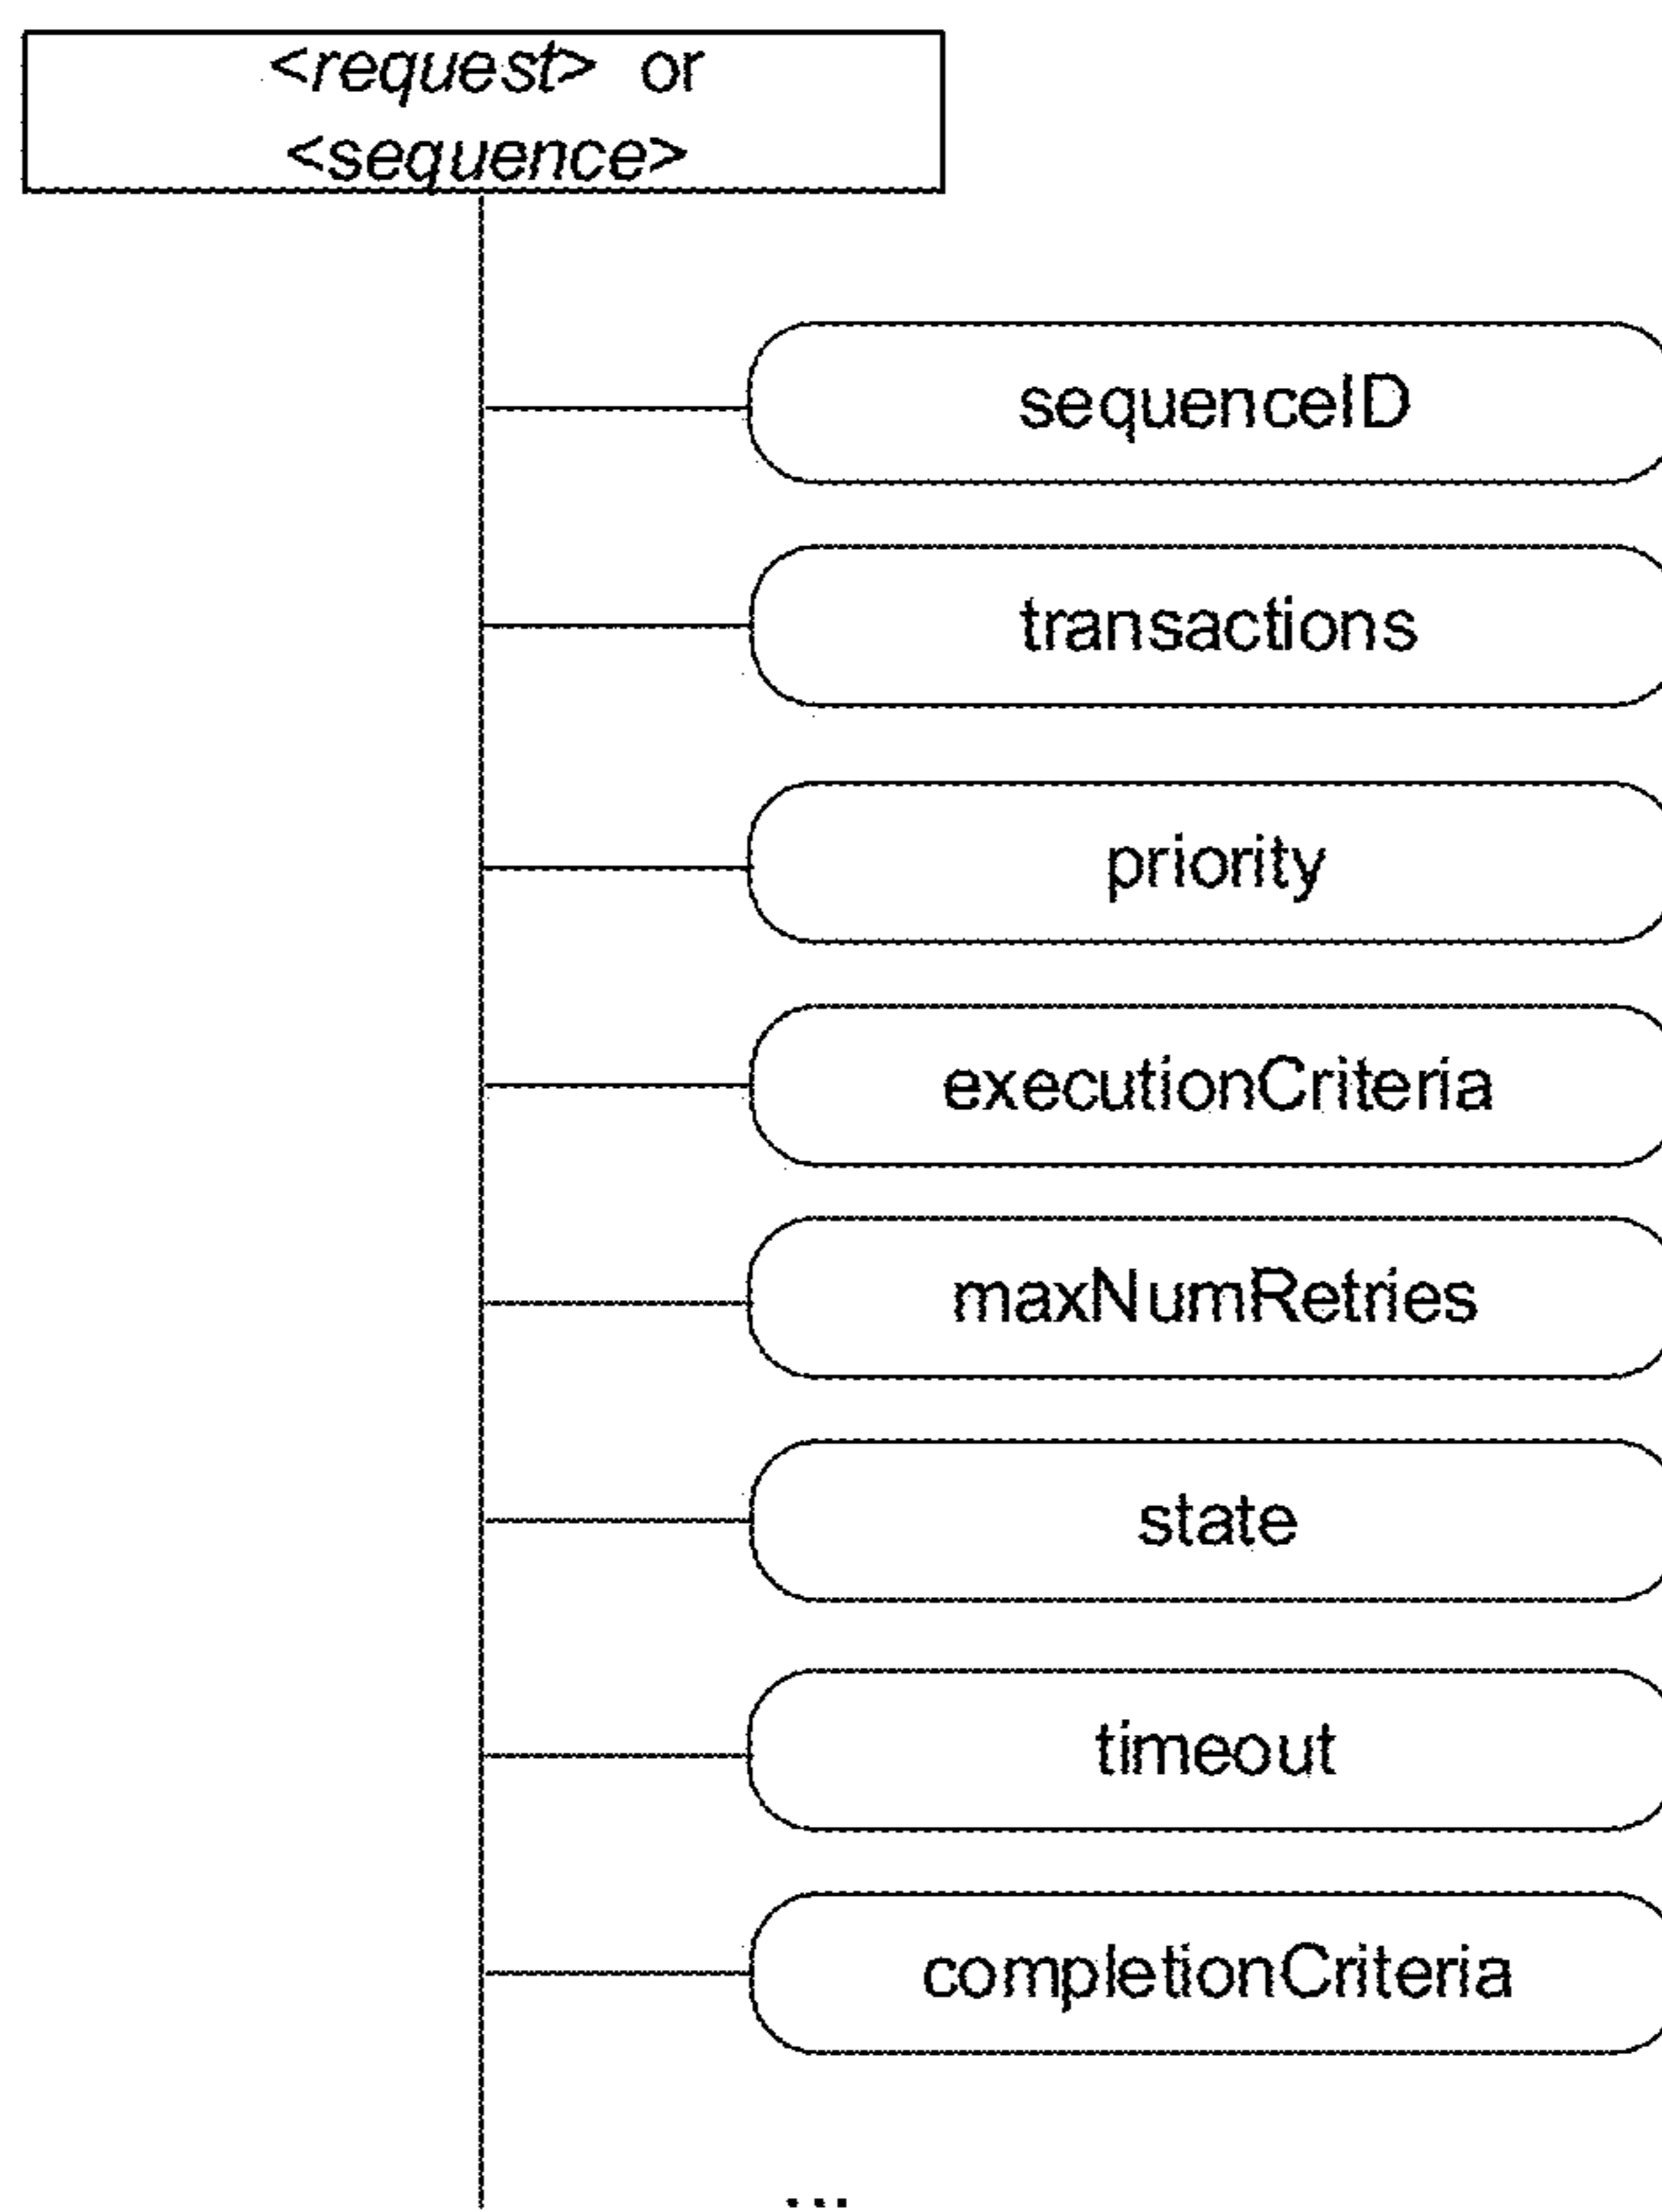 <request> or
<sequence>
sequenceID
transactions
priority
executionCriteria
maxNumRetries
state
timeout
completionCriteria
...